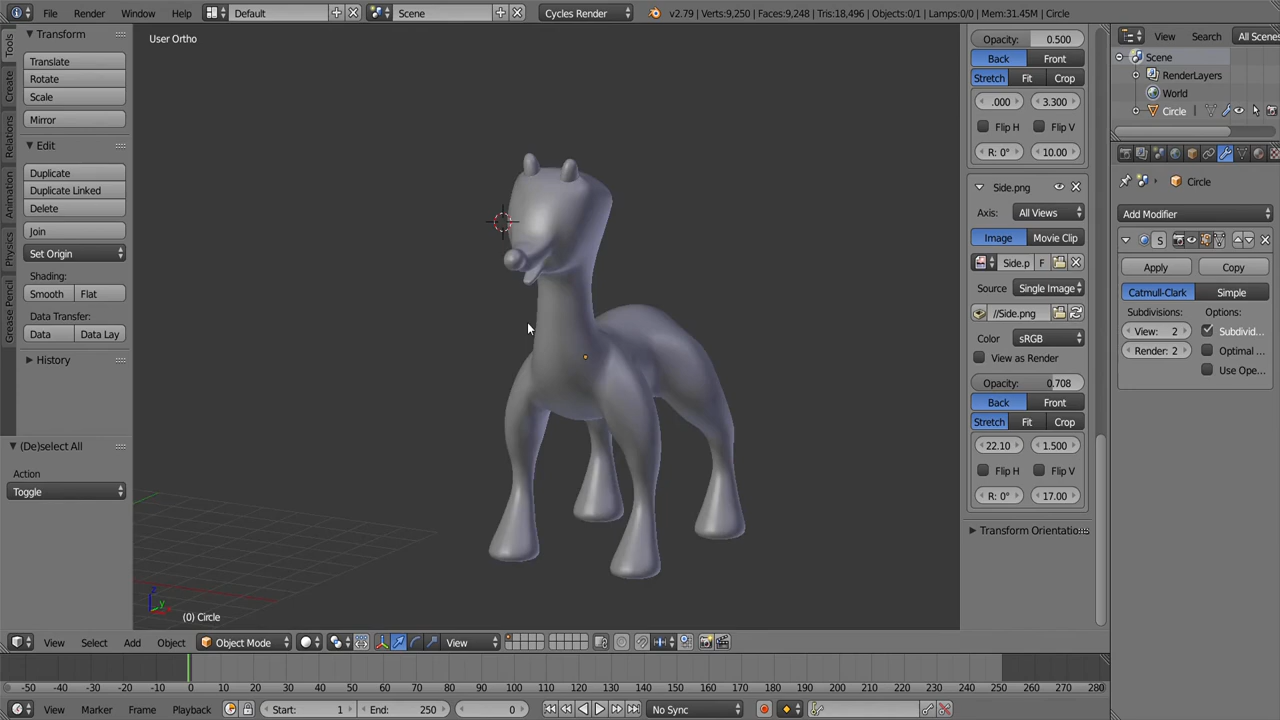 File Render Window Help Default Scene Cycles Render v2.79 | Verts:9,250 | Faces:9,248 | Tris:18,496 | Objects:0/1 | Lamps:0/0 | Mem:31.45M | Circle
User Ortho
Tools
Create
Relations
Animation
Physics
Grease Pencil
Transform
Translate
Rotate
Scale
Mirror
Edit
Duplicate
Duplicate Linked
Delete
Join
Set Origin
Shading:
Smooth Flat
Data Transfer:
Data Data Lay
History
(De)select All
Action
Toggle
z
y
(0) Circle
Opacity: 0.500
Back Front
Stretch Fit Crop
.000 3.300
Flip H Flip V
R: 0° 10.00
Side.png
Axis: All Views
Image Movie Clip
Side.p F
Source Single Image
//Side.png
Color sRGB
View as Render
Opacity: 0.708
Back Front
Stretch Fit Crop
22.10 1.500
Flip H Flip V
R: 0° 17.00
Transform Orientatio
View Search All Scenes
Scene
RenderLayers
World
Circle
Circle
Add Modifier
S
Apply Copy
Catmull-Clark Simple
Subdivisions: Options:
View: 2 Subdivid...
Render: 2 Optimal ...
Use Ope...
View Select Add Object Object Mode View
-50 -40 -30 -20 -10 0 10 20 30 40 50 60 70 80 90 100 110 120 130 140 150 160 170 180 190 200 210 220 230 240 250 260 270 280
View Marker Frame Playback Start: 1 End: 250 0 No Sync